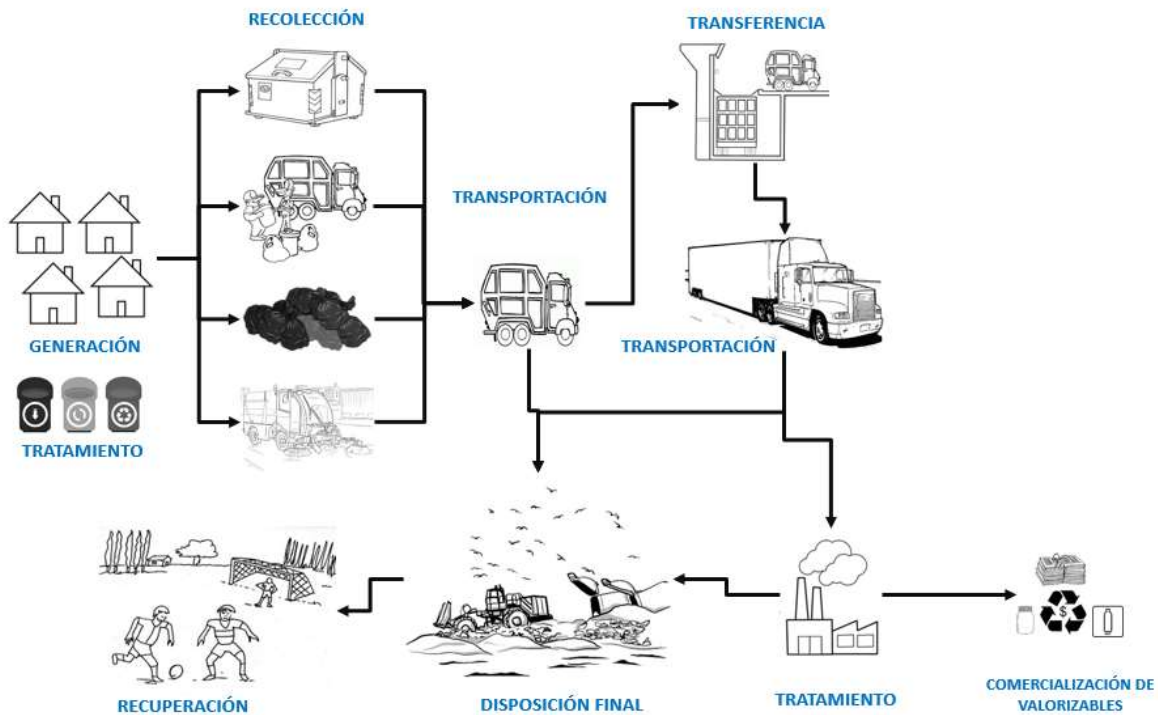 RECOLECCIÓN
TRANSFERENCIA
TRANSPORTACIÓN
GENERACIÓN
TRANSPORTACIÓN
TRATAMIENTO
$
RECUPERACIÓN
DISPOSICIÓN FINAL
TRATAMIENTO
COMERCIALIZACIÓN DE
VALORIZABLES